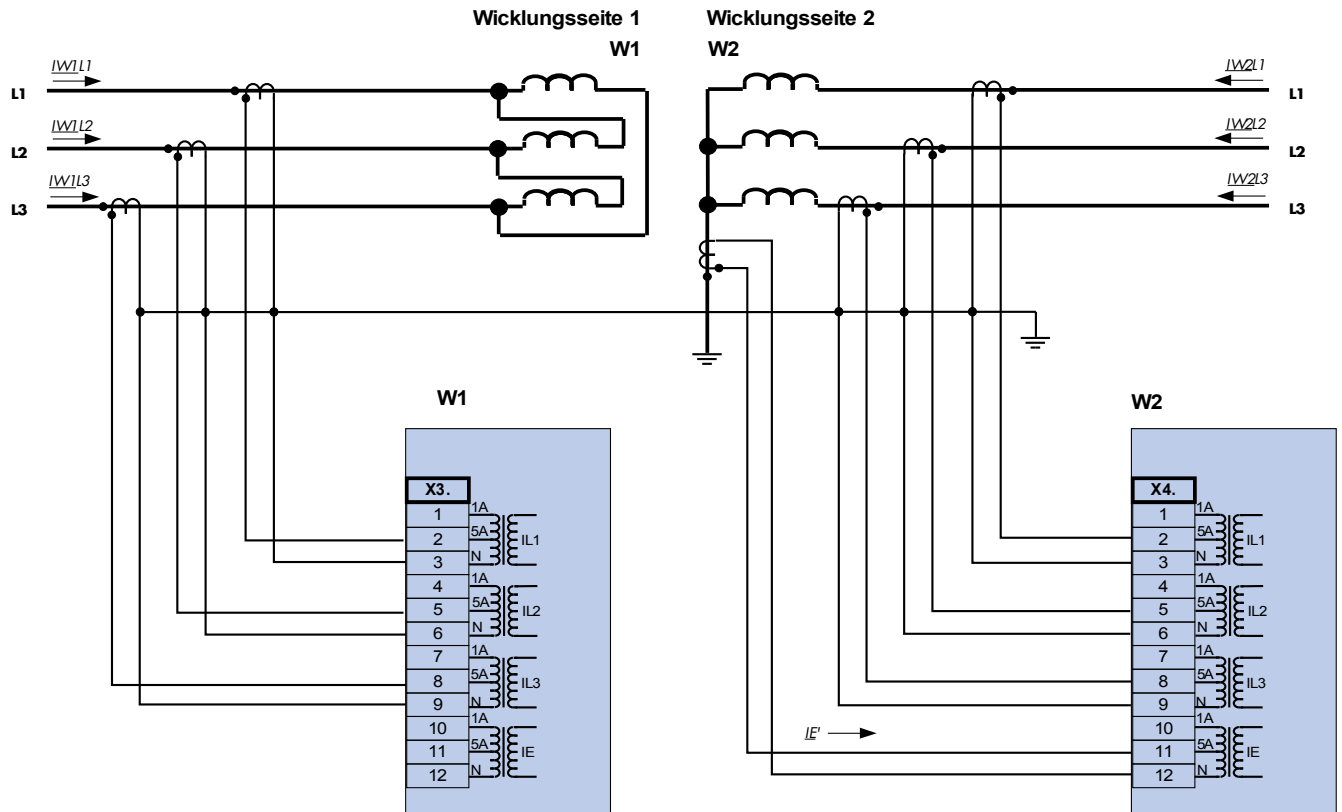 Wicklungsseite 1 Wicklungsseite 2
W1 W2
IW1L1 IW2L1
L1 L1
IW1L2 IW2L2
L2 L2
IW1L3 IW2L3
L3 L3
W1 W2
X3. X4.
1 1A 1 1A
2 5A IL1 2 5A IL1
3 N 3 N
4 1A 4 1A
5 5A IL2 5 5A IL2
6 N 6 N
7 1A 7 1A
8 5A IL3 8 5A IL3
9 N 9 N
10 1A IE' 10 1A
11 5A IE 11 5A IE
12 N 12 N